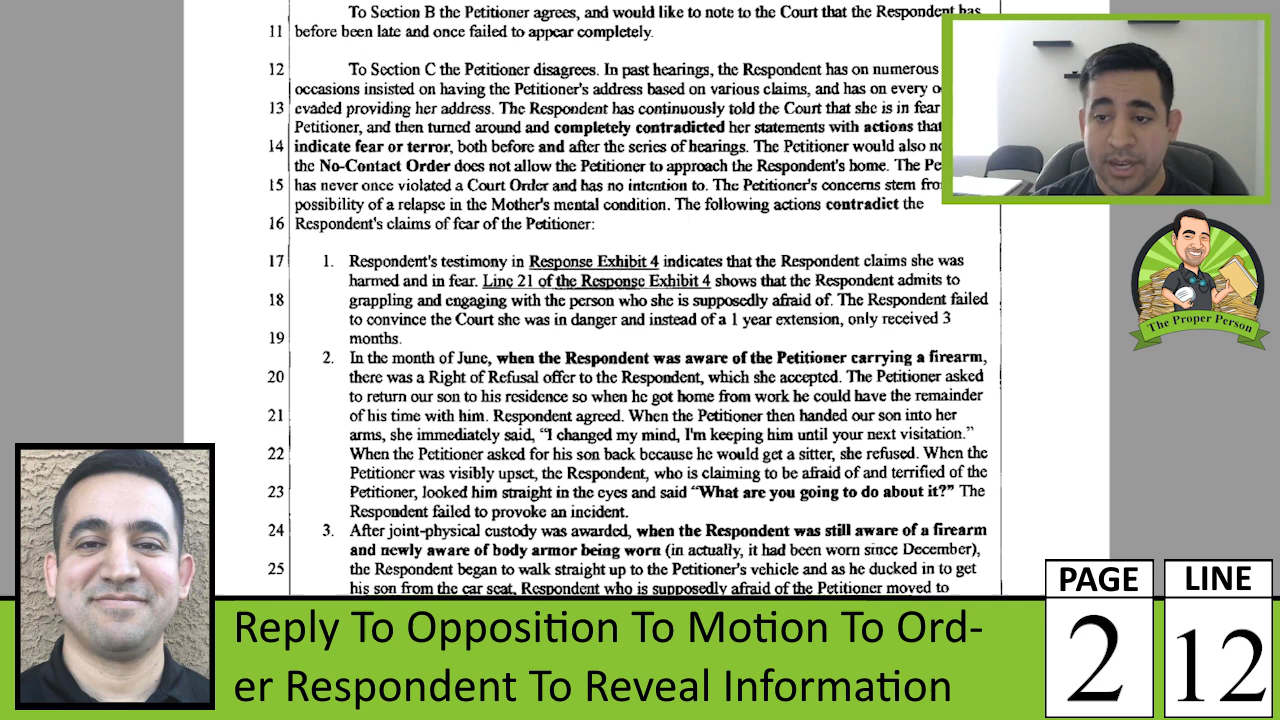 To Section B the Petitioner agrees, and would like to note to the Court that the Respondent has
11 before been late and once failed to appear completely.
12 To Section C the Petitioner disagrees. In past hearings, the Respondent has on numerous
occasions insisted on having the Petitioner's address based on various claims, and has on every
13 evaded providing her address. The Respondent has continuously told the Court that she is in fear
Petitioner, and then turned around and completely contradicted her statements with actions that
14 indicate fear or terror, both before and after the series of hearings. The Petitioner would also
the No-Contact Order does not allow the Petitioner to approach the Respondent's home. The
15 has never once violated a Court Order and has no intention to. The Petitioner's concerns stem
possibility of a relapse in the Mother's mental condition. The following actions contradict the
16 Respondent's claims of fear of the Petitioner:
17 1. Respondent's testimony in Response Exhibit 4 indicates that the Respondent claims she was
harmed and in fear. Line 21 of the Response Exhibit 4 shows that the Respondent admits to
18 grappling and engaging with the person who she is supposedly afraid of. The Respondent failed
to convince the Court she was in danger and instead of a 1 year extension, only received 3
19 months.
2. In the month of June, when the Respondent was aware of the Petitioner carrying a firearm,
20 there was a Right of Refusal offer to the Respondent, which she accepted. The Petitioner asked
to return our son to his residence so when he got home from work he could have the remainder
21 of his time with him. Respondent agreed. When the Petitioner then handed our son into her
arms, she immediately said, “I changed my mind, I'm keeping him until your next visitation.”
22 When the Petitioner asked for his son back because he would get a sitter, she refused. When the
Petitioner was visibly upset, the Respondent, who is claiming to be afraid of and terrified of the
23 Petitioner, looked him straight in the eyes and said “What are you going to do about it?” The
Respondent failed to provoke an incident.
24 3. After joint-physical custody was awarded, when the Respondent was still aware of a firearm
and newly aware of body armor being worn (in actually, it had been worn since December),
25 the Respondent began to walk straight up to the Petitioner's vehicle and as he ducked in to get
his son from the car seat, Respondent who is supposedly afraid of the Petitioner moved to
The Proper Person
Reply To Opposition To Motion To Ord-
er Respondent To Reveal Information
PAGE
2
LINE
12